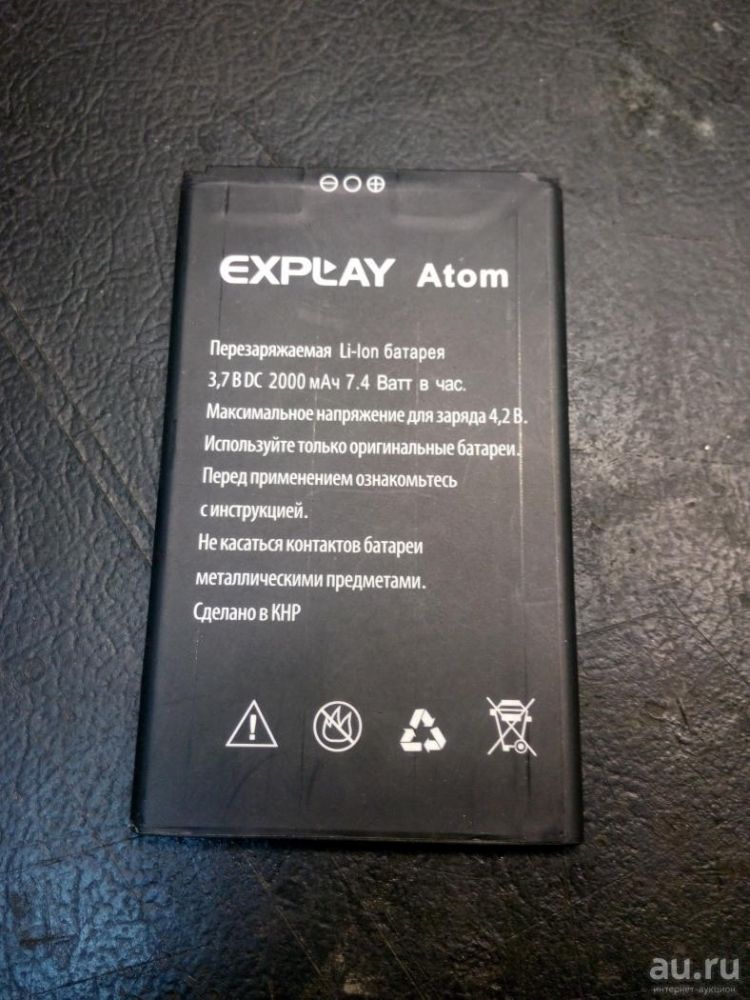 EXPLAY Atom
Перезаряжаемая Li-Ion батарея
3,7 В DC 2000 мАч 7.4 Ватт в час.
Максимальное напряжение для заряда 4,2 В.
Используйте только оригинальные батареи.
Перед применением ознакомьтесь
с инструкцией.
Не касаться контактов батареи
металлическими предметами.
Сделано в КНР
au.ru
интернет-аукцион